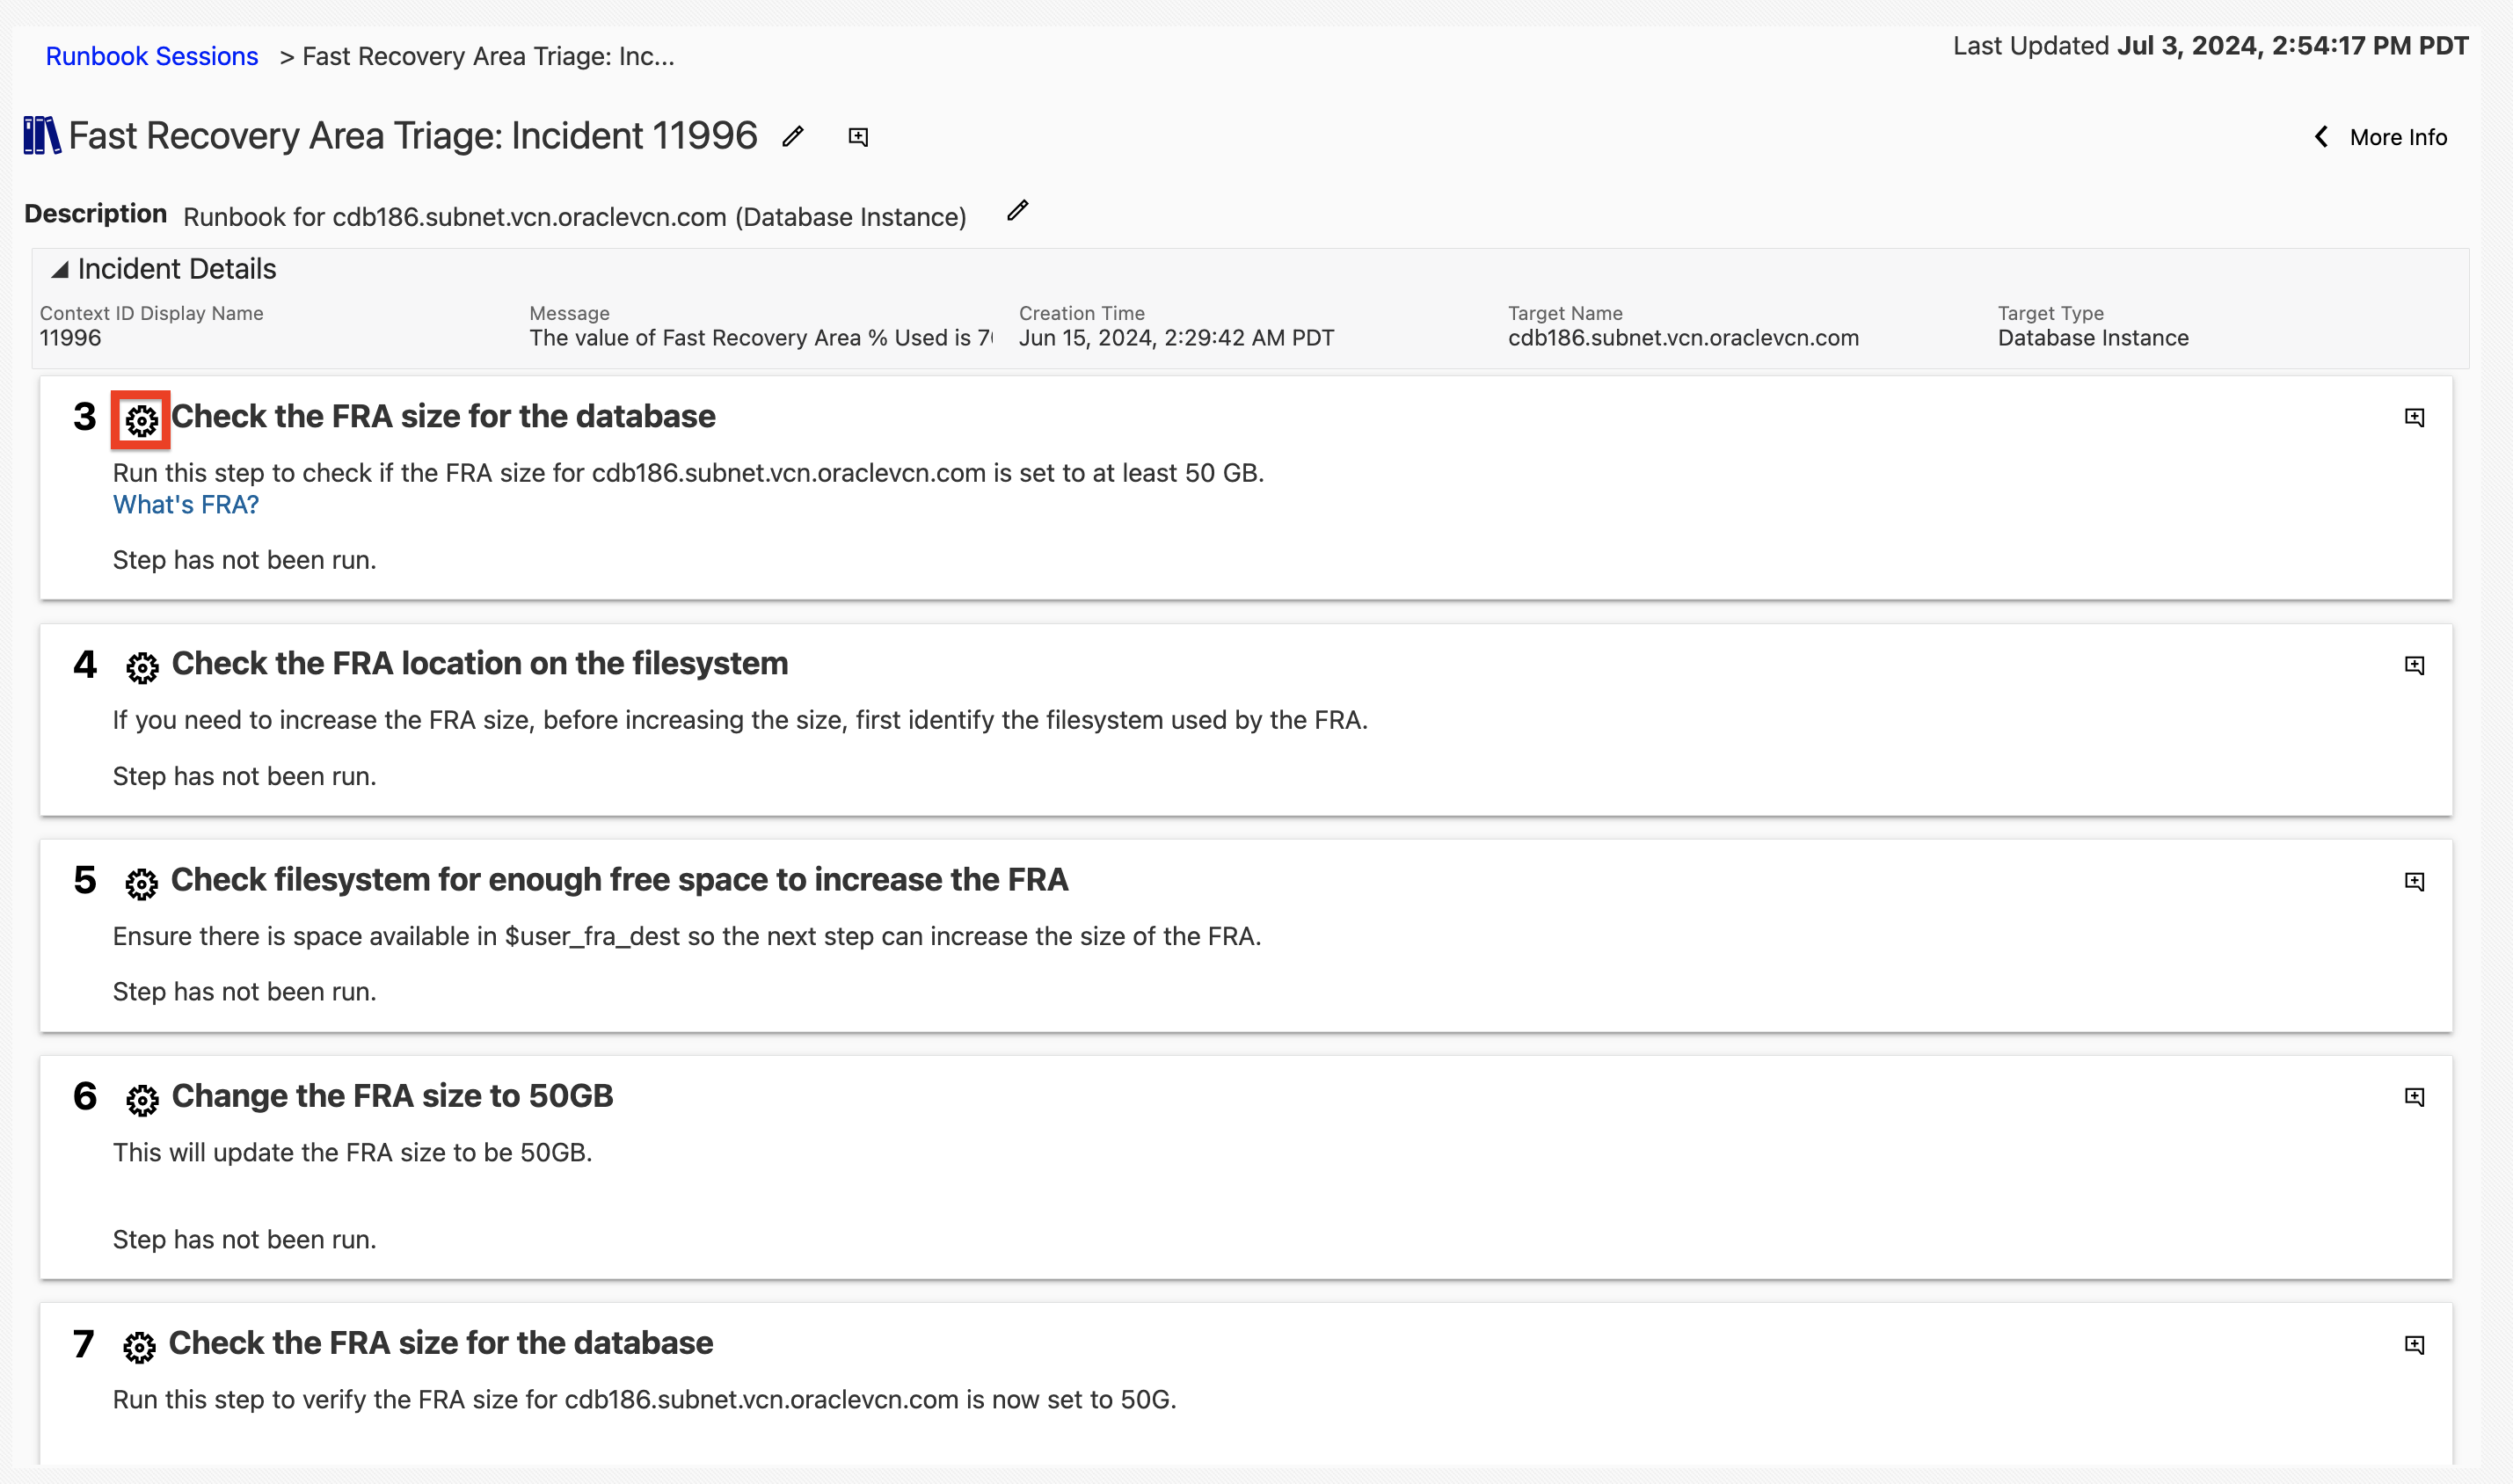 Runbook Sessions > Fast Recovery Area Triage: Inc...
Last Updated Jul 3, 2024, 2:54:17 PM PDT
Fast Recovery Area Triage: Incident 11996
More Info
Description Runbook for cdb186.subnet.vcn.oraclevcn.com (Database Instance)
Incident Details
Context ID Display Name
11996
Message
The value of Fast Recovery Area % Used is 7
Creation Time
Jun 15, 2024, 2:29:42 AM PDT
Target Name
cdb186.subnet.vcn.oraclevcn.com
Target Type
Database Instance
3 Check the FRA size for the database
Run this step to check if the FRA size for cdb186.subnet.vcn.oraclevcn.com is set to at least 50 GB.
What's FRA?
Step has not been run.
4 Check the FRA location on the filesystem
If you need to increase the FRA size, before increasing the size, first identify the filesystem used by the FRA.
Step has not been run.
5 Check filesystem for enough free space to increase the FRA
Ensure there is space available in $user_fra_dest so the next step can increase the size of the FRA.
Step has not been run.
6 Change the FRA size to 50GB
This will update the FRA size to be 50GB.
Step has not been run.
7 Check the FRA size for the database
Run this step to verify the FRA size for cdb186.subnet.vcn.oraclevcn.com is now set to 50G.